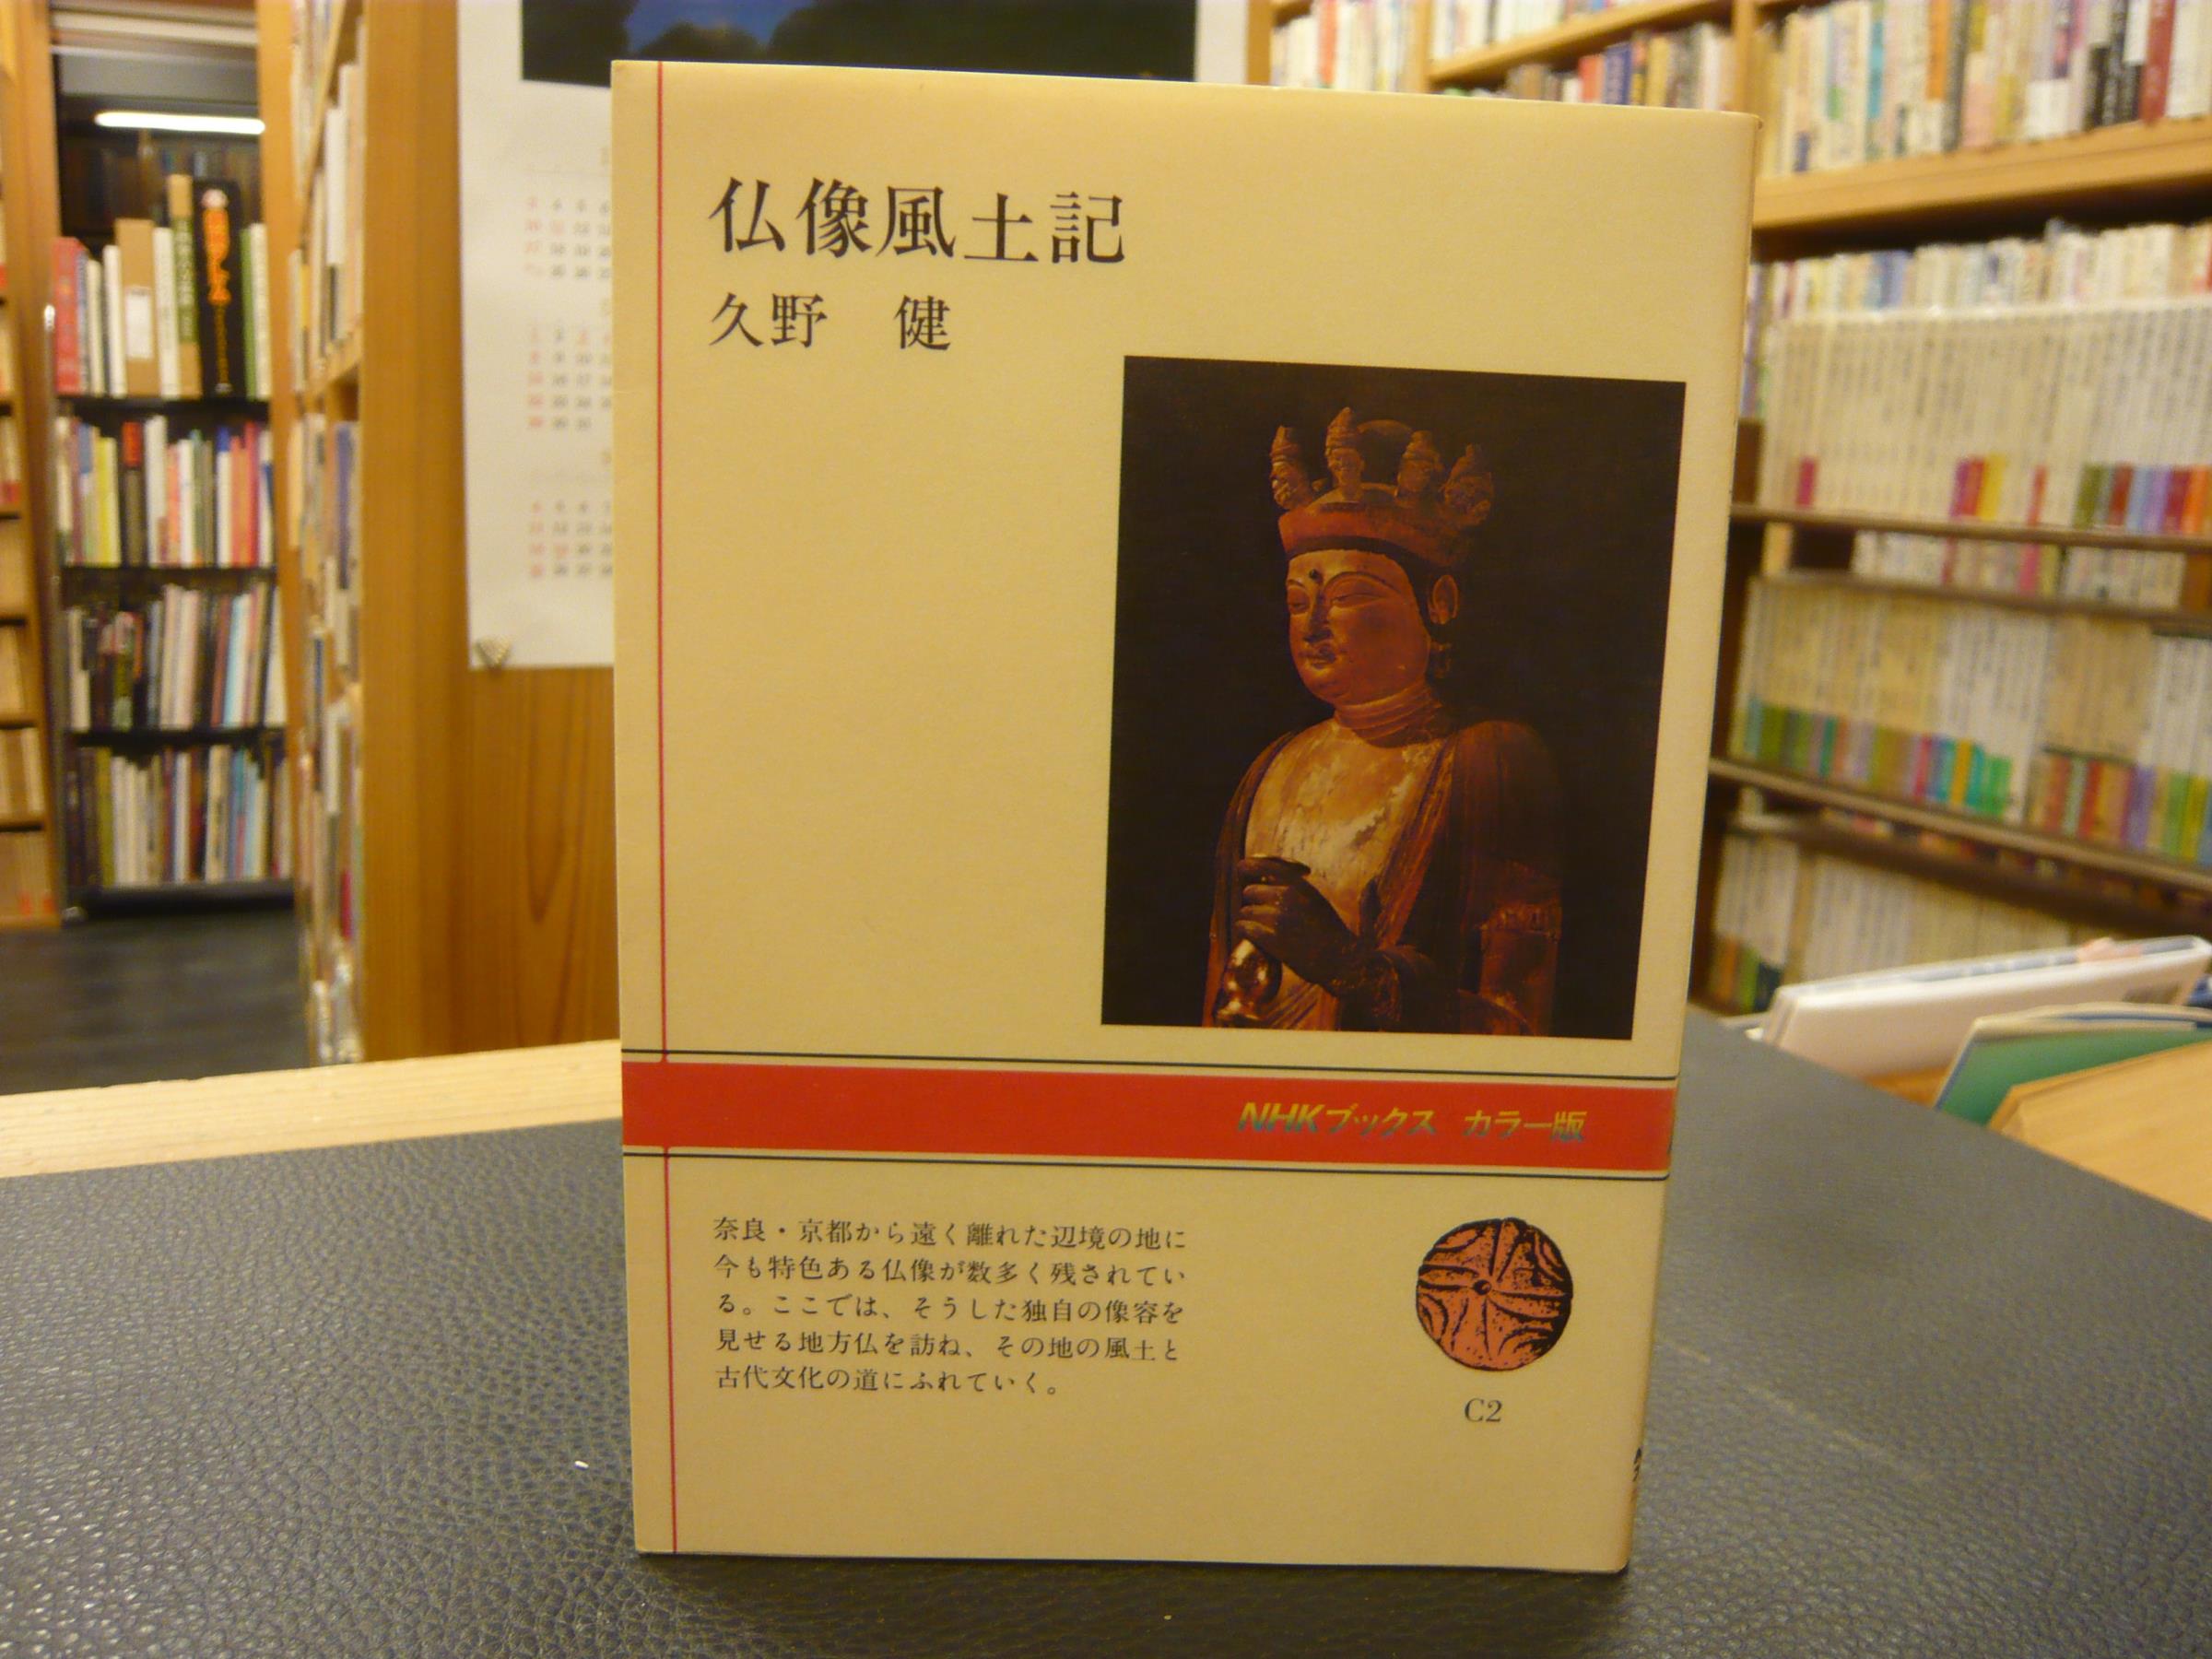 仏像風土記
久野 健
NHKブックス カラー版
奈良・京都から遠く離れた辺境の地に
今も特色ある仏像が数多く残されてい
る。ここでは、そうした独自の像容を
見せる地方仏を訪ね、その地の風土と
古代文化の道にふれていく。
C2